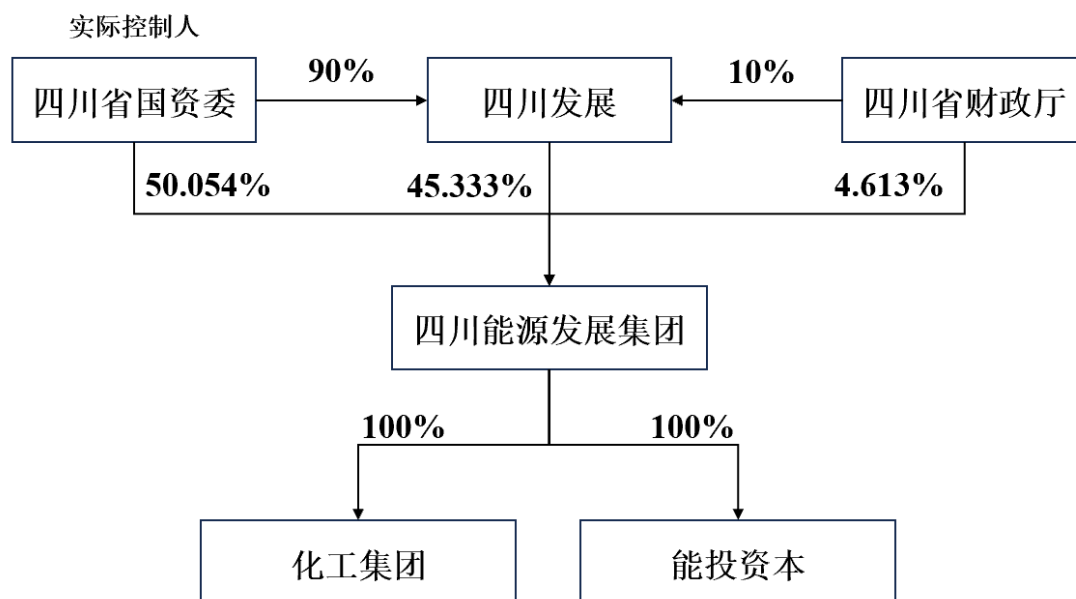 实际控制人
90%
10%
四川省国资委
四川发展
四川省财政厅
50.054%
45.333%
4.613%
四川能源发展集团
100%
100%
化工集团
能投资本